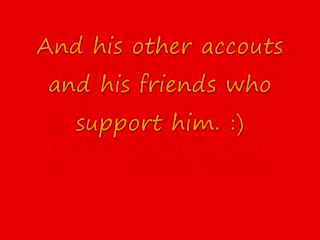 And his other accouts
and his friends who
support him. :)